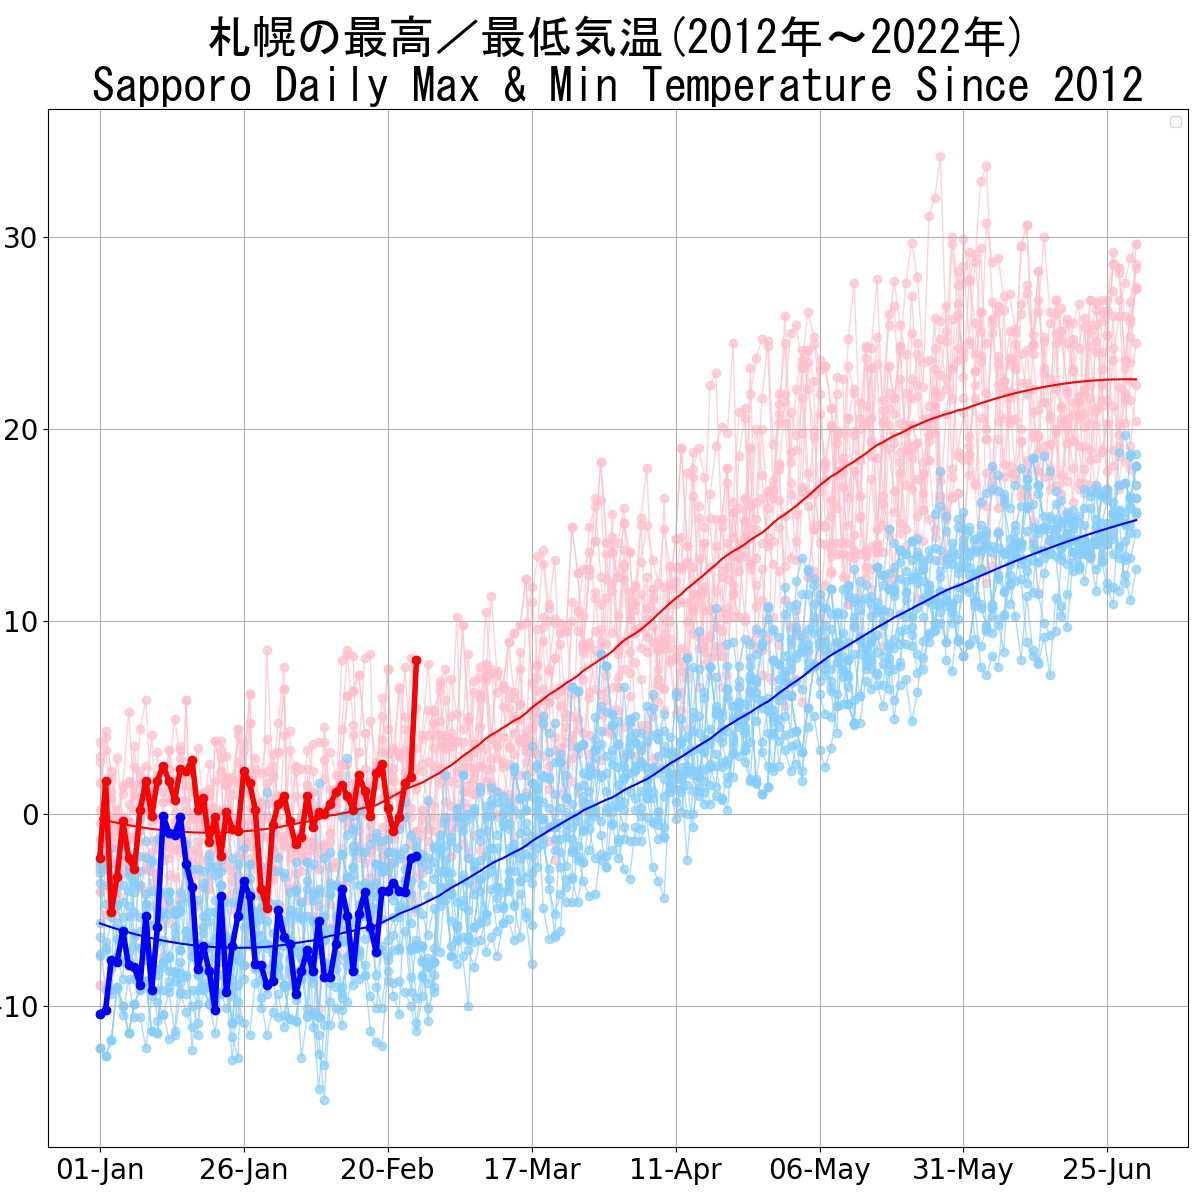 札幌の最高／最低気温(2012年～2022年)
Sapporo Daily Max & Min Temperature Since 2012
30
20
10
0
-10
01-Jan 26-Jan 20-Feb 17-Mar 11-Apr 06-May 31-May 25-Jun